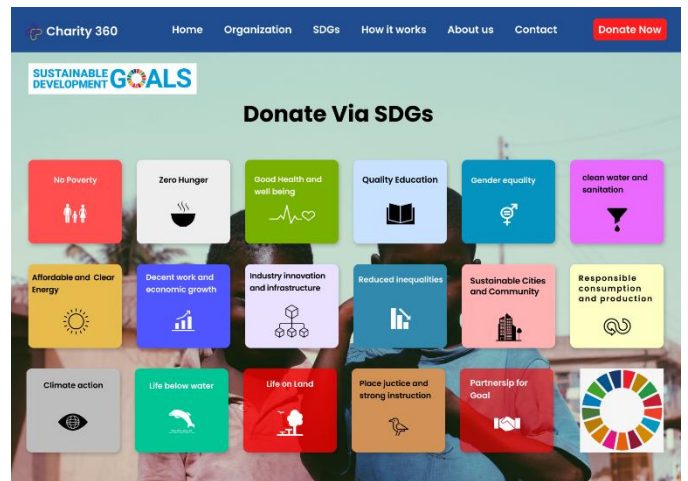 Charity 360
Home
Organization
SDGs
How it works
About us
Contact
Donate Now
SUSTAINABLE
DEVELOPMENT GOALS
Donate Via SDGs
No Poverty
Zero Hunger
Good Health and
well being
Quality Education
Gender equality
clean water and
sanitation
Affordable and Clear
Energy
Decent work and
economic growth
Industry innovation
and infrastructure
Reduced inequalities
Sustainable Cities
and Community
Responsible
consumption
and production
Climate action
Life below water
Life on Land
Place juctice and
strong instruction
Partnersip for
Goal